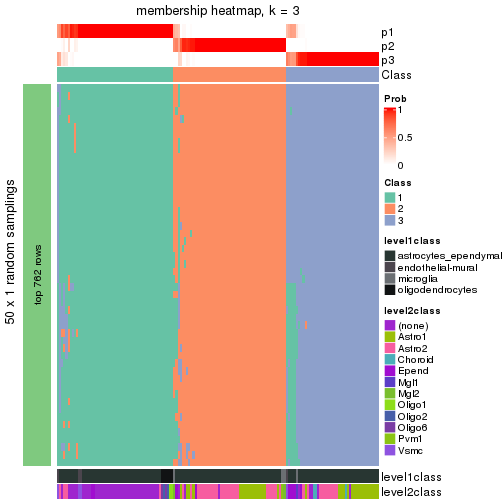 membership heatmap, k = 3
p1
p2
p3
Class
50 x 1 random samplings
top 762 rows
Prob
1
0.5
0
Class
1
2
3
level1class
astrocytes_ependymal
endothelial-mural
microglia
oligodendrocytes
level2class
(none)
Astro1
Astro2
Choroid
Epend
Mgl1
Mgl2
Oligo1
Oligo2
Oligo6
Pvm1
Vsmc
level1class
level2class